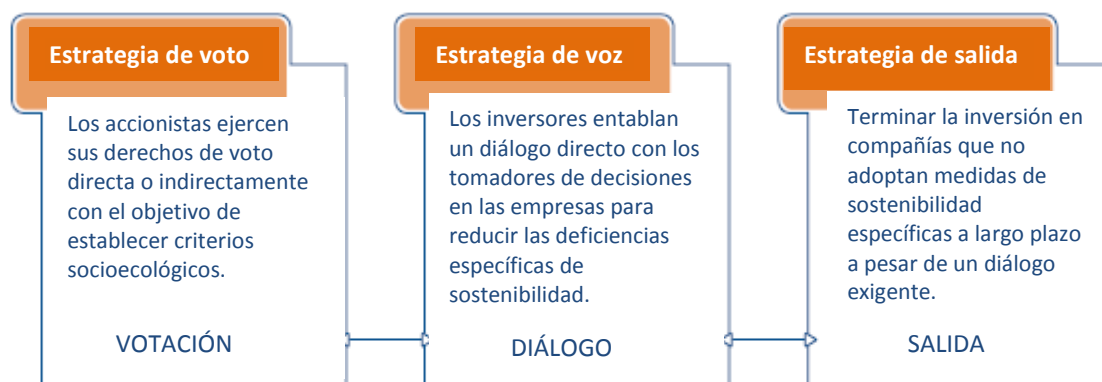 Estrategia de voto
Los accionistas ejercen
sus derechos de voto
directa o indirectamente
con el objetivo de
establecer criterios
socioecológicos.
VOTACIÓN
Estrategia de voz
Los inversores entablan
un diálogo directo con los
tomadores de decisiones
en las empresas para
reducir las deficiencias
específicas de
sostenibilidad.
DIÁLOGO
Estrategia de salida
Terminar la inversión en
compañías que no
adoptan medidas de
sostenibilidad
específicas a largo plazo
a pesar de un diálogo
exigente.
SALIDA